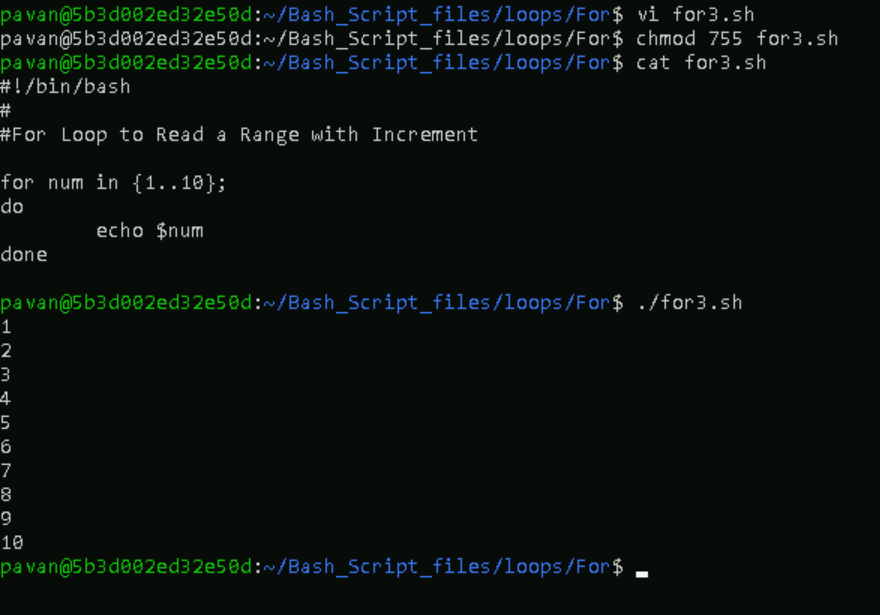 pavan@5b3d002ed32e50d:~/Bash_Script_files/loops/For$ vi for3.sh
pavan@5b3d002ed32e50d:~/Bash_Script_files/loops/For$ chmod 755 for3.sh
pavan@5b3d002ed32e50d:~/Bash_Script_files/loops/For$ cat for3.sh
#!/bin/bash
#
#For Loop to Read a Range with Increment
for num in {1..10};
do
        echo $num
done
pavan@5b3d002ed32e50d:~/Bash_Script_files/loops/For$ ./for3.sh
1
2
3
4
5
6
7
8
9
10
pavan@5b3d002ed32e50d:~/Bash_Script_files/loops/For$